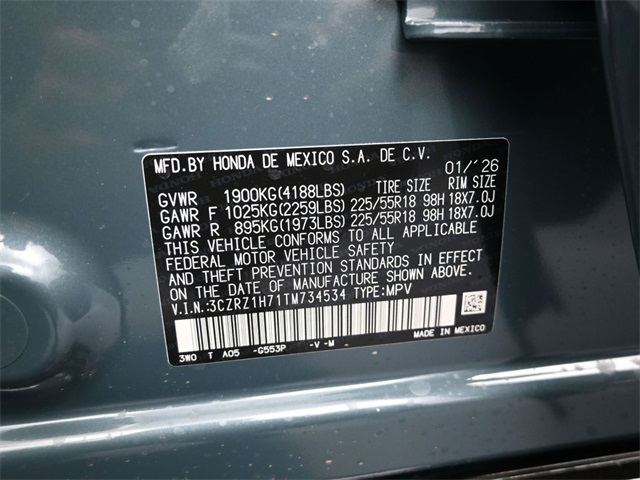 MFD.BY HONDA DE MEXICO S.A. DE C.V. 01/'26
GVWR 1900KG(4188LBS) TIRE SIZE RIM SIZE
GAWR F 1025KG(2259LBS) 225/55R18 98H 18X7.0J
GAWR R 895KG(1973LBS) 225/55R18 98H 18X7.0J
THIS VEHICLE CONFORMS TO ALL APPLICABLE
FEDERAL MOTOR VEHICLE SAFETY
AND THEFT PREVENTION STANDARDS IN EFFECT ON
THE DATE OF MANUFACTURE SHOWN ABOVE.
V.I.N.:3CZRZ1H71TM734534 TYPE:MPV
3W0 T A05 -G553P -V -M MADE IN MEXICO